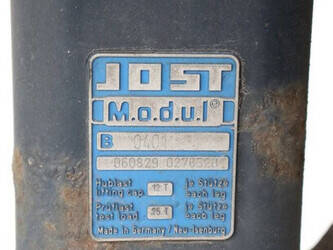 JOST
M.o.d.u.l ©
B 0401
060829
Hublast je Stütze
lifting cap. 12 T each leg
Prüflast je Stütze
test load 25 T each leg
Made in Germany / Neu-Isenburg